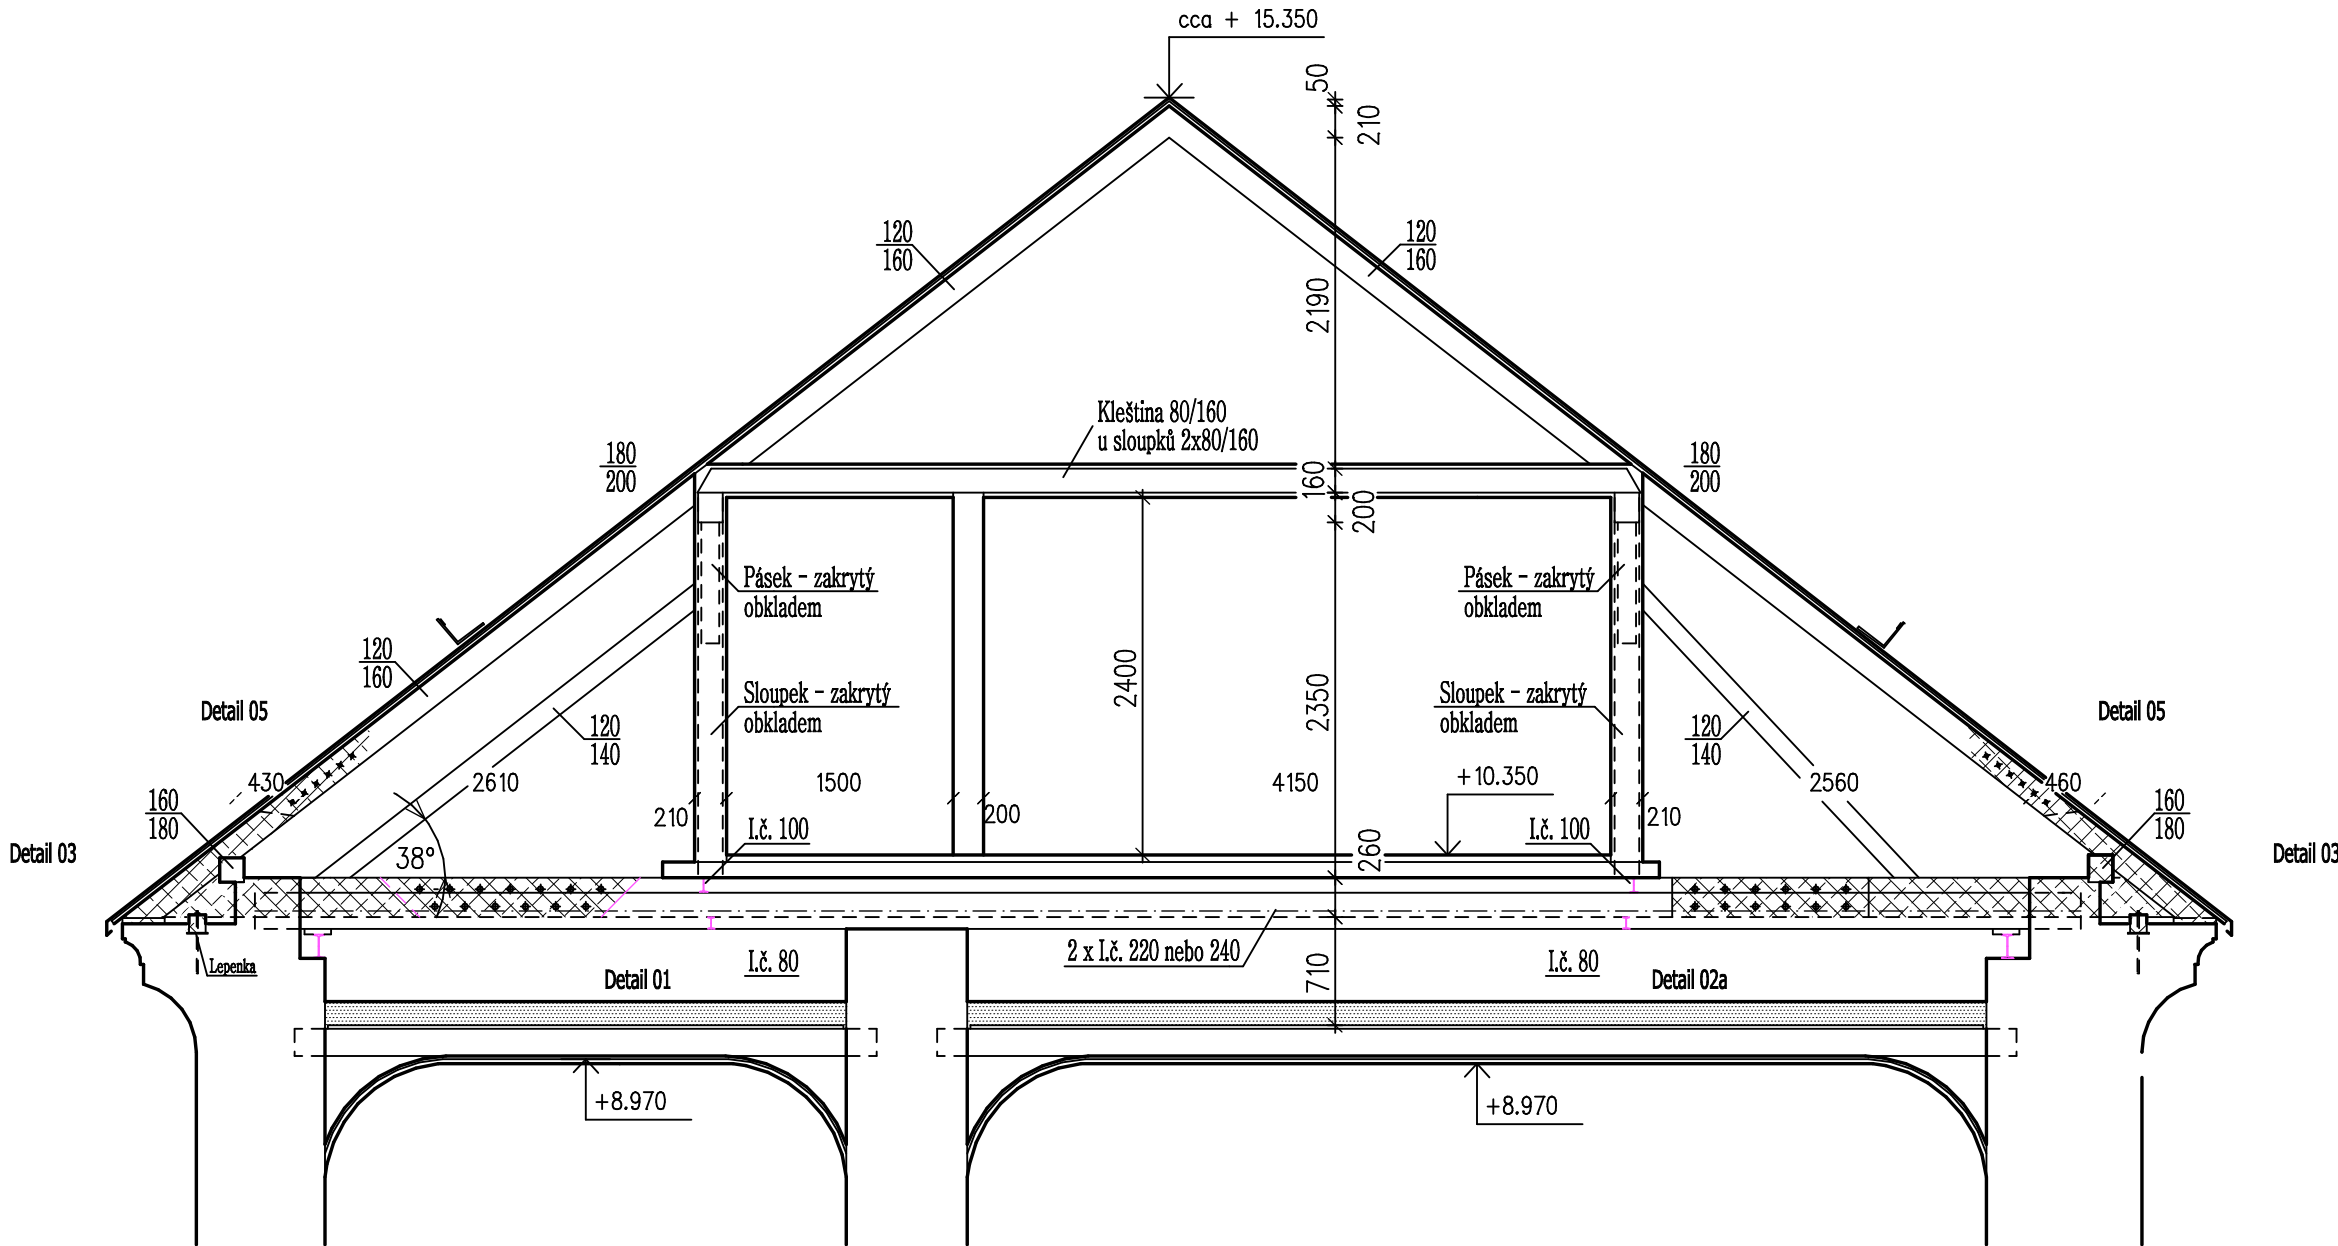 cca + 15.350
50
210
120
160
120
160
2190
Kleština 80/160
u sloupků 2x80/160
180
200
180
200
160
200
Pásek - zakrytý
obkladem
Pásek - zakrytý
obkladem
120
160
2400
2350
Sloupek - zakrytý
obkladem
Sloupek - zakrytý
obkladem
Detail 05
Detail 05
120
140
120
140
430
2610
1500
4150
+10.350
2560
460
160
180
160
180
210
200
210
I.č. 100
I.č. 100
Detail 03
38°
260
Detail 03
2 x I.č. 220 nebo 240
Lepenka
Detail 01
I.č. 80
I.č. 80
Detail 02a
710
+8.970
+8.970